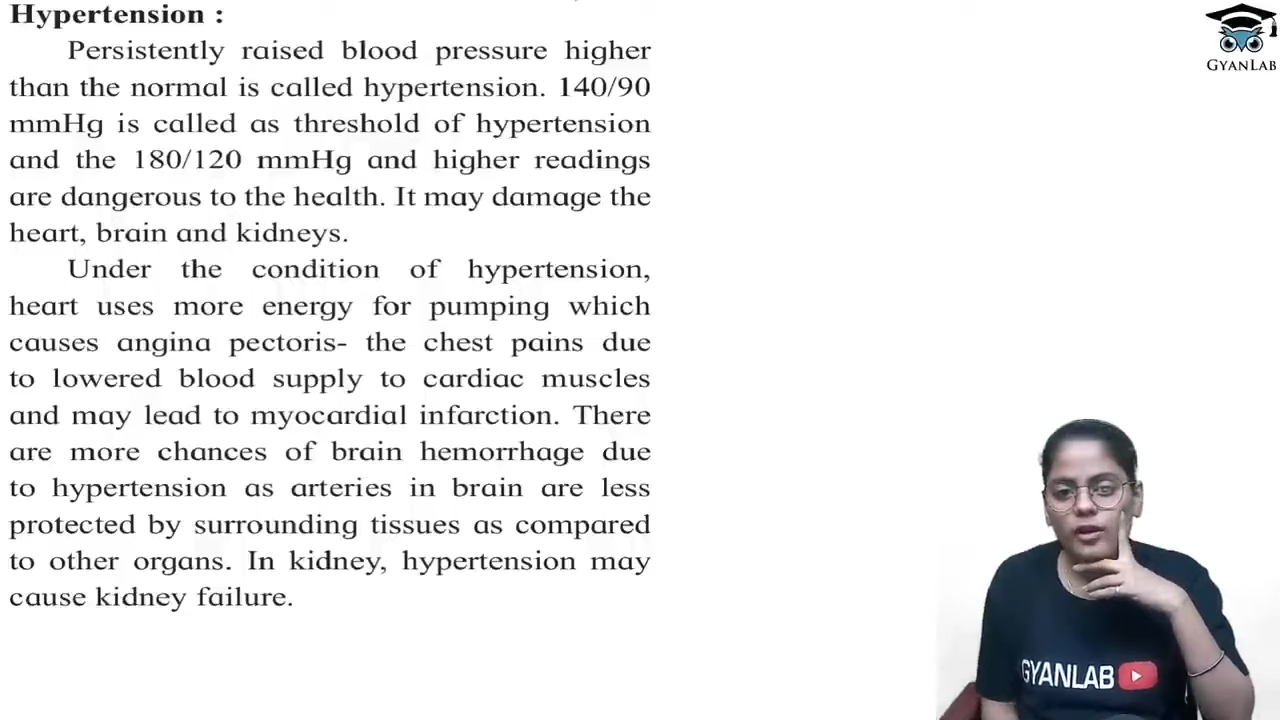 Hypertension :
Persistently raised blood pressure higher
than the normal is called hypertension. 140/90
mmHg is called as threshold of hypertension
and the 180/120 mmHg and higher readings
are dangerous to the health. It may damage the
heart, brain and kidneys.
Under the condition of hypertension,
heart uses more energy for pumping which
causes angina pectoris- the chest pains due
to lowered blood supply to cardiac muscles
and may lead to myocardial infarction. There
are more chances of brain hemorrhage due
to hypertension as arteries in brain are less
protected by surrounding tissues as compared
to other organs. In kidney, hypertension may
cause kidney failure.
GYANLAB
GYANLAB